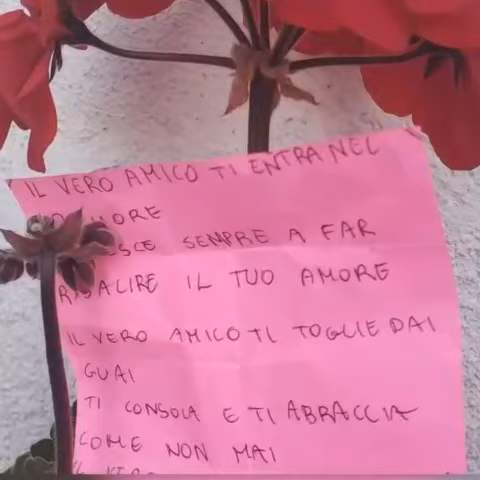 IL VERO AMICO TI ENTRA NEL
SEMPRE A FAR
RISALIRE IL TUO AMORE
IL VERO AMICO TI TOGLIE DAI
GUAI
TI CONSOLA E TI ABBRACCIA
COME NON MAI